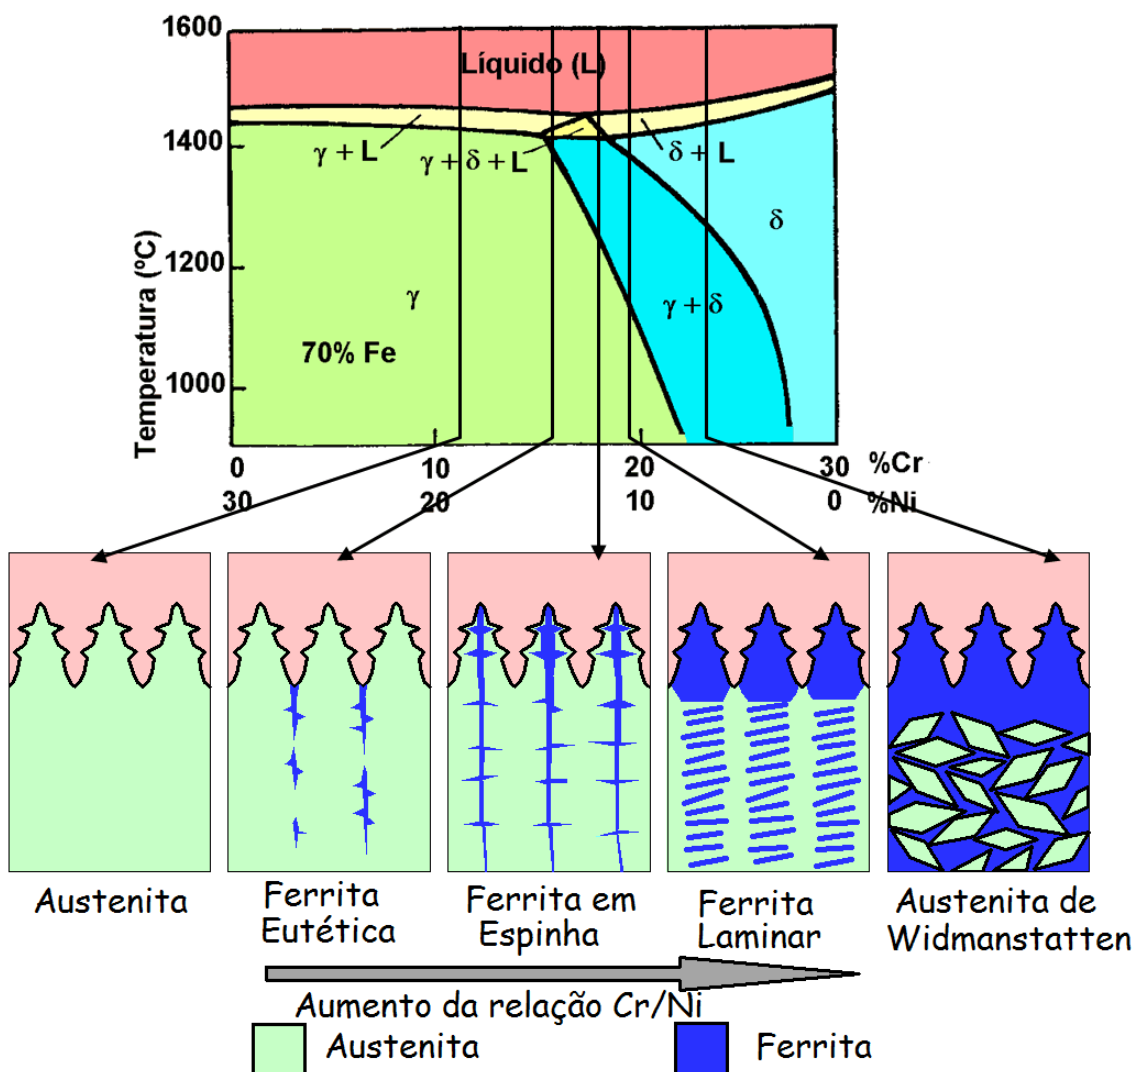 1600
Líquido (L)
1400
γ + L
γ + δ + L
δ + L
δ
1200
γ
γ + δ
70% Fe
1000
Temperatura (ºC)
0 10 20 30 %Cr
30 20 10 0 %Ni
Austenita
Ferrita
Eutética
Ferrita em
Espinha
Ferrita
Laminar
Austenita de
Widmanstatten
Aumento da relação Cr/Ni
Austenita
Ferrita